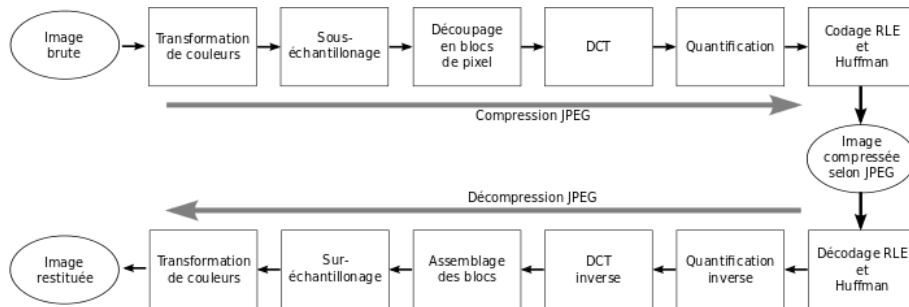 Image
brute
Transformation
de couleurs
Sous-
échantillonage
Découpage
en blocs
de pixel
DCT
Quantification
Codage RLE
et
Huffman
Compression JPEG
Image
compressée
selon JPEG
Décompression JPEG
Image
restituée
Transformation
de couleurs
Sur-
échantillonage
Assemblage
des blocs
DCT
inverse
Quantification
inverse
Décodage RLE
et
Huffman